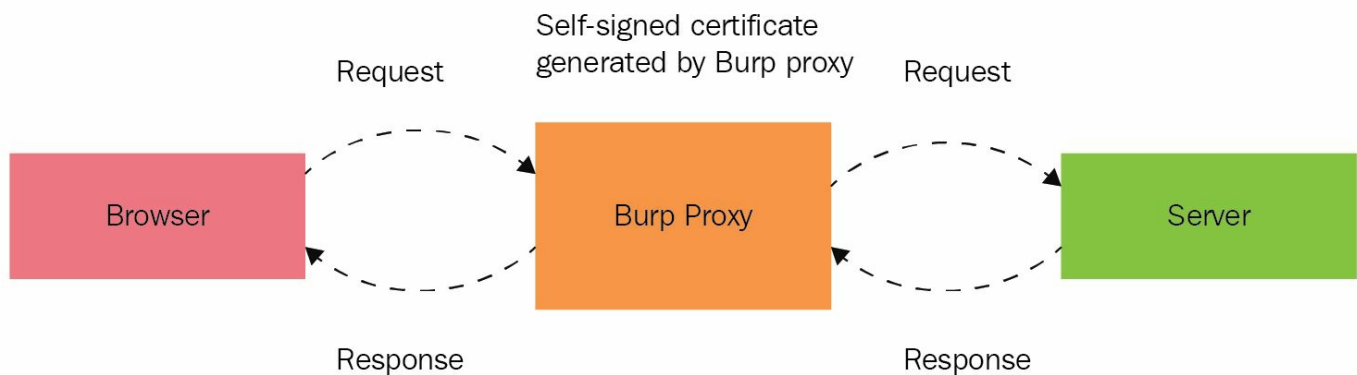 Self-signed certificate
generated by Burp proxy
Request
Request
Browser
Burp Proxy
Server
Response
Response